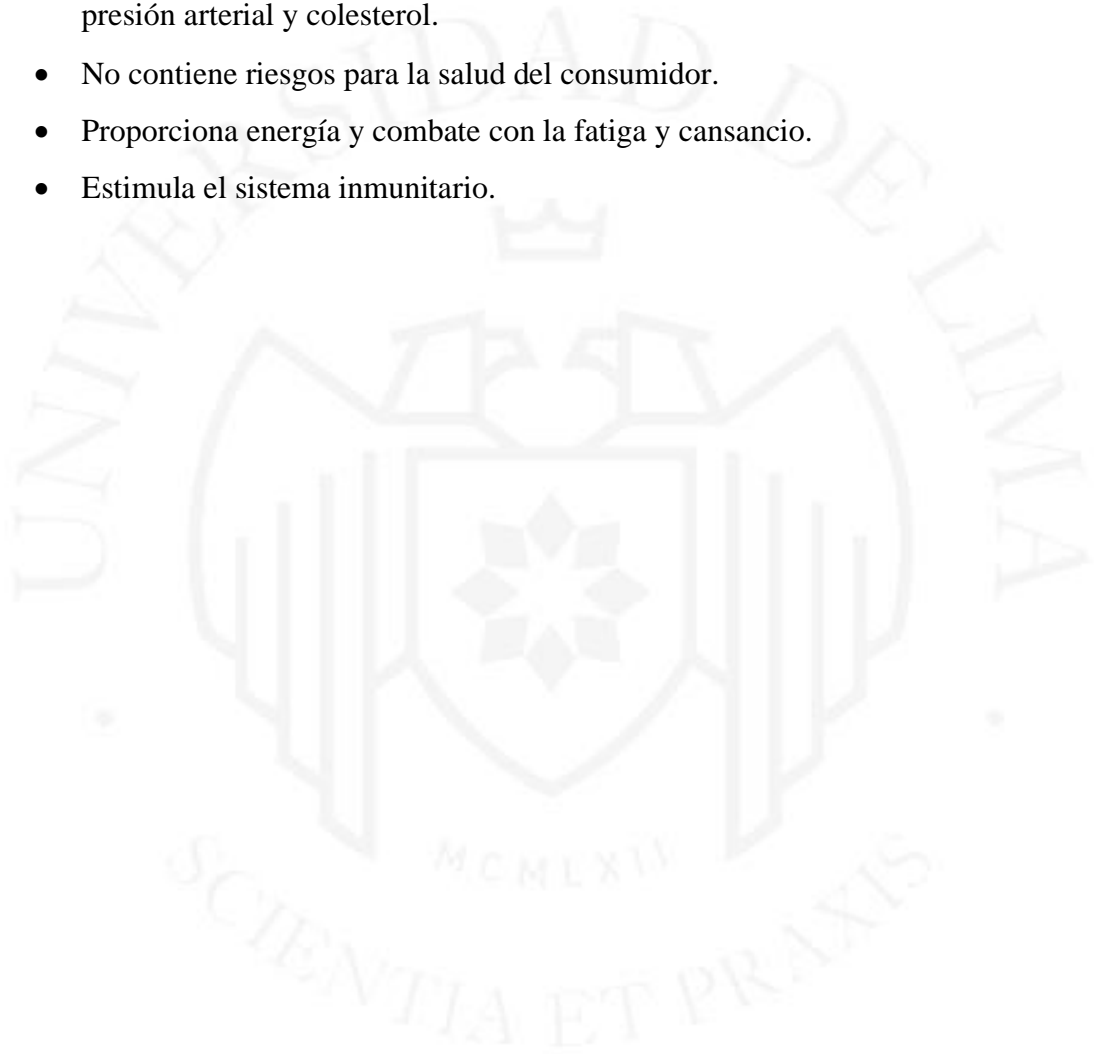 presión arterial y colesterol.
• No contiene riesgos para la salud del consumidor.
• Proporciona energía y combate con la fatiga y cansancio.
• Estimula el sistema inmunitario.
UNIVERSIDAD DE LIMA
MCMLXII
SCIENTIA ET PRAXIS